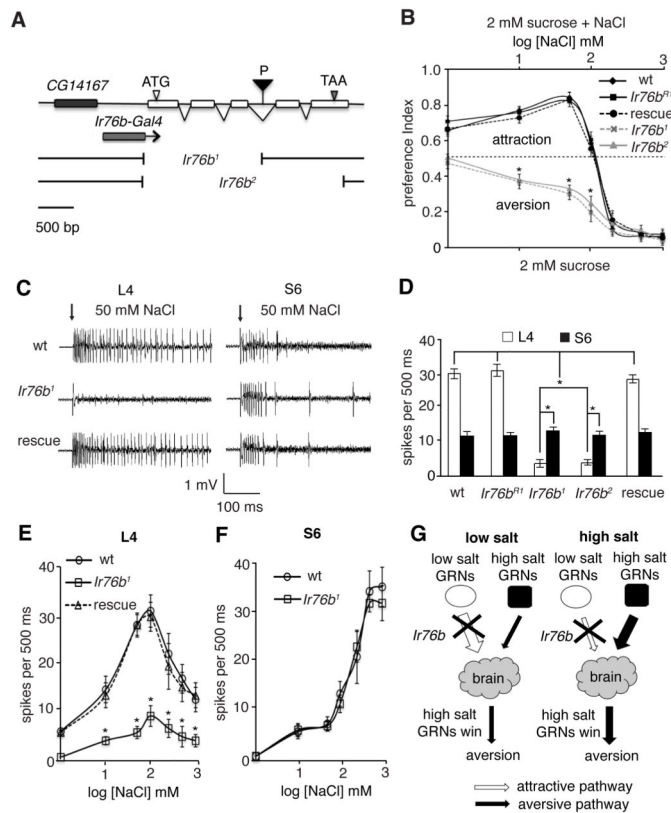 A
CG14167
ATG
P
TAA
Ir76b-Gal4
Ir76b1
Ir76b2
500 bp
B
2 mM sucrose + NaCl
log [NaCl] mM
1 2 3
preference Index
1.0
0.8
0.6
0.4
0.2
0
attraction
aversion
* * *
wt
Ir76bR1
rescue
Ir76b1
Ir76b2
2 mM sucrose
C
L4 S6
50 mM NaCl 50 mM NaCl
wt
Ir76b1
rescue
1 mV
100 ms
D
L4 S6
spikes per 500 ms
40
30
20
10
0
* * * *
wt Ir76bR1 Ir76b1 Ir76b2 rescue
E
L4
wt
Ir76b1
rescue
spikes per 500 ms
40
30
20
10
0
* * * * * *
1 2 3
log [NaCl] mM
F
S6
wt
Ir76b1
spikes per 500 ms
40
30
20
10
0
1 2 3
log [NaCl] mM
G
low salt high salt
low salt GRNs
high salt GRNs
low salt GRNs
high salt GRNs
Ir76b Ir76b
brain brain
high salt GRNs win
high salt GRNs win
aversion aversion
attractive pathway
aversive pathway